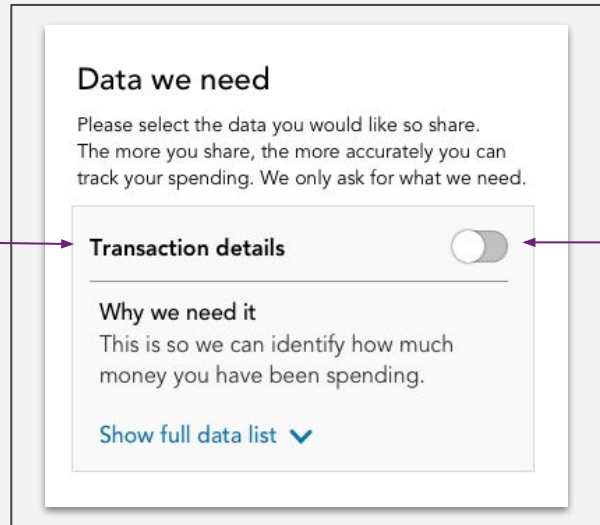 Data we need
Please select the data you would like so share.
The more you share, the more accurately you can
track your spending. We only ask for what we need.
Transaction details
Why we need it
This is so we can identify how much
money you have been spending.
Show full data list